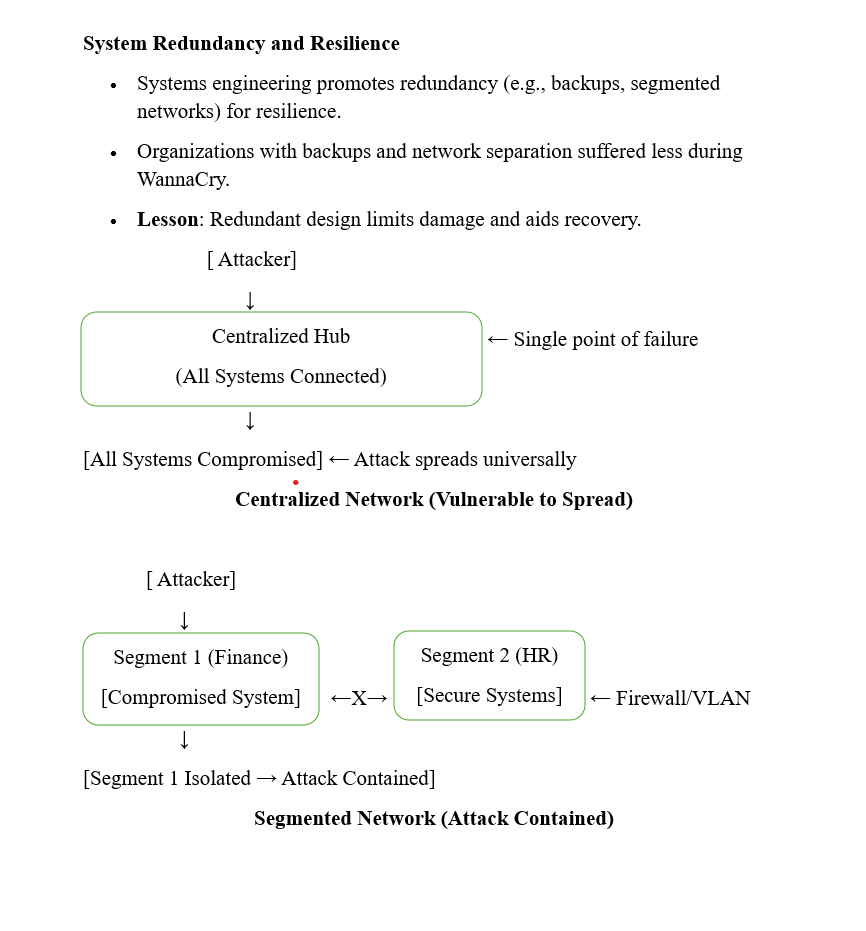 System Redundancy and Resilience
• Systems engineering promotes redundancy (e.g., backups, segmented
networks) for resilience.
• Organizations with backups and network separation suffered less during
WannaCry.
• Lesson: Redundant design limits damage and aids recovery.
[ Attacker]
↓
Centralized Hub
← Single point of failure
(All Systems Connected)
↓
[All Systems Compromised] ← Attack spreads universally
Centralized Network (Vulnerable to Spread)
[ Attacker]
↓
Segment 1 (Finance)
[Compromised System]
←X→
Segment 2 (HR)
[Secure Systems]
← Firewall/VLAN
↓
[Segment 1 Isolated → Attack Contained]
Segmented Network (Attack Contained)